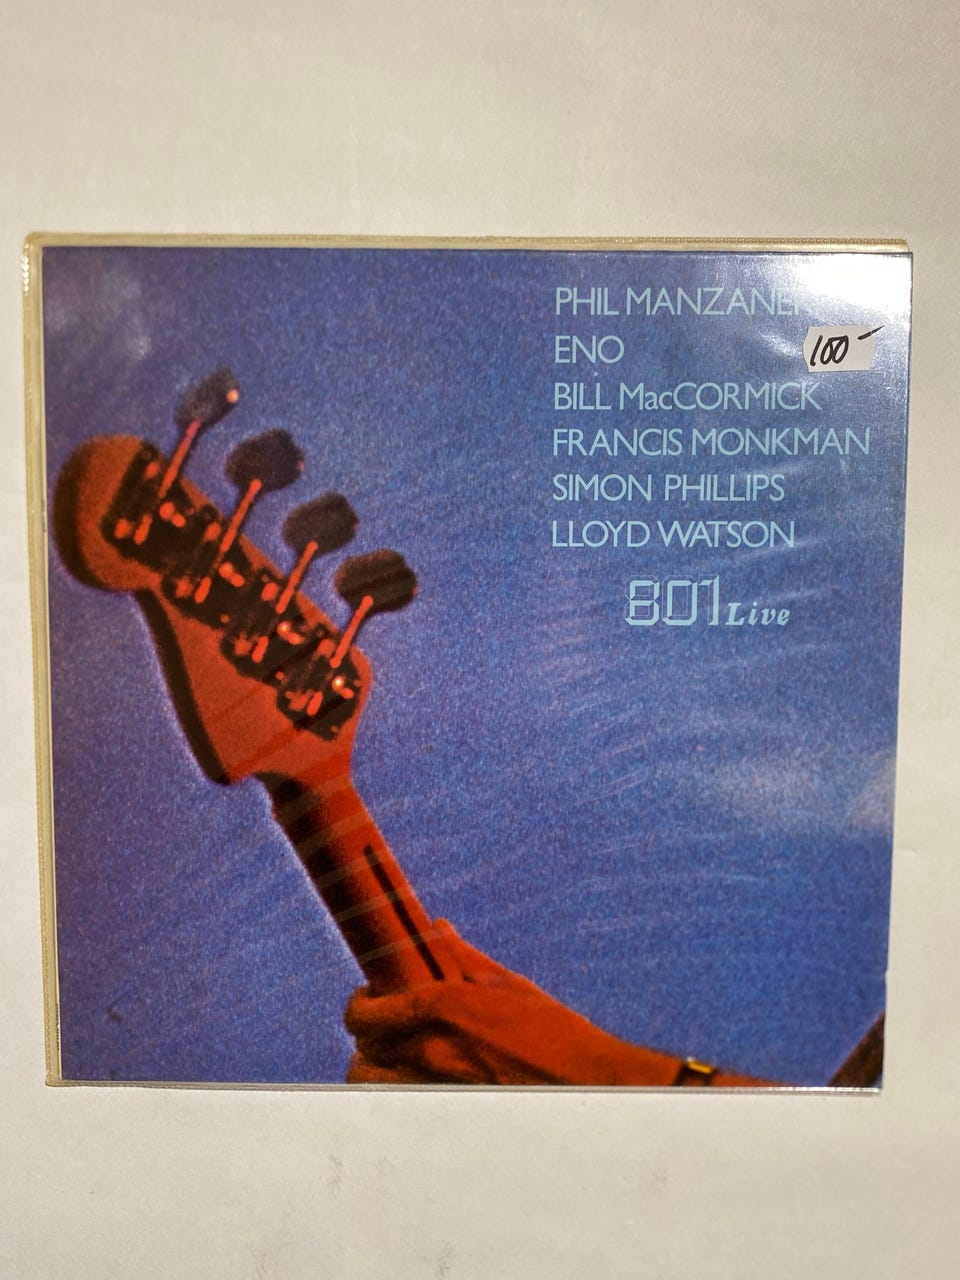 PHIL MANZANE
100-
ENO
BILL MacCORMICK
FRANCIS MONKMAN
SIMON PHILLIPS
LLOYD WATSON
801 Live